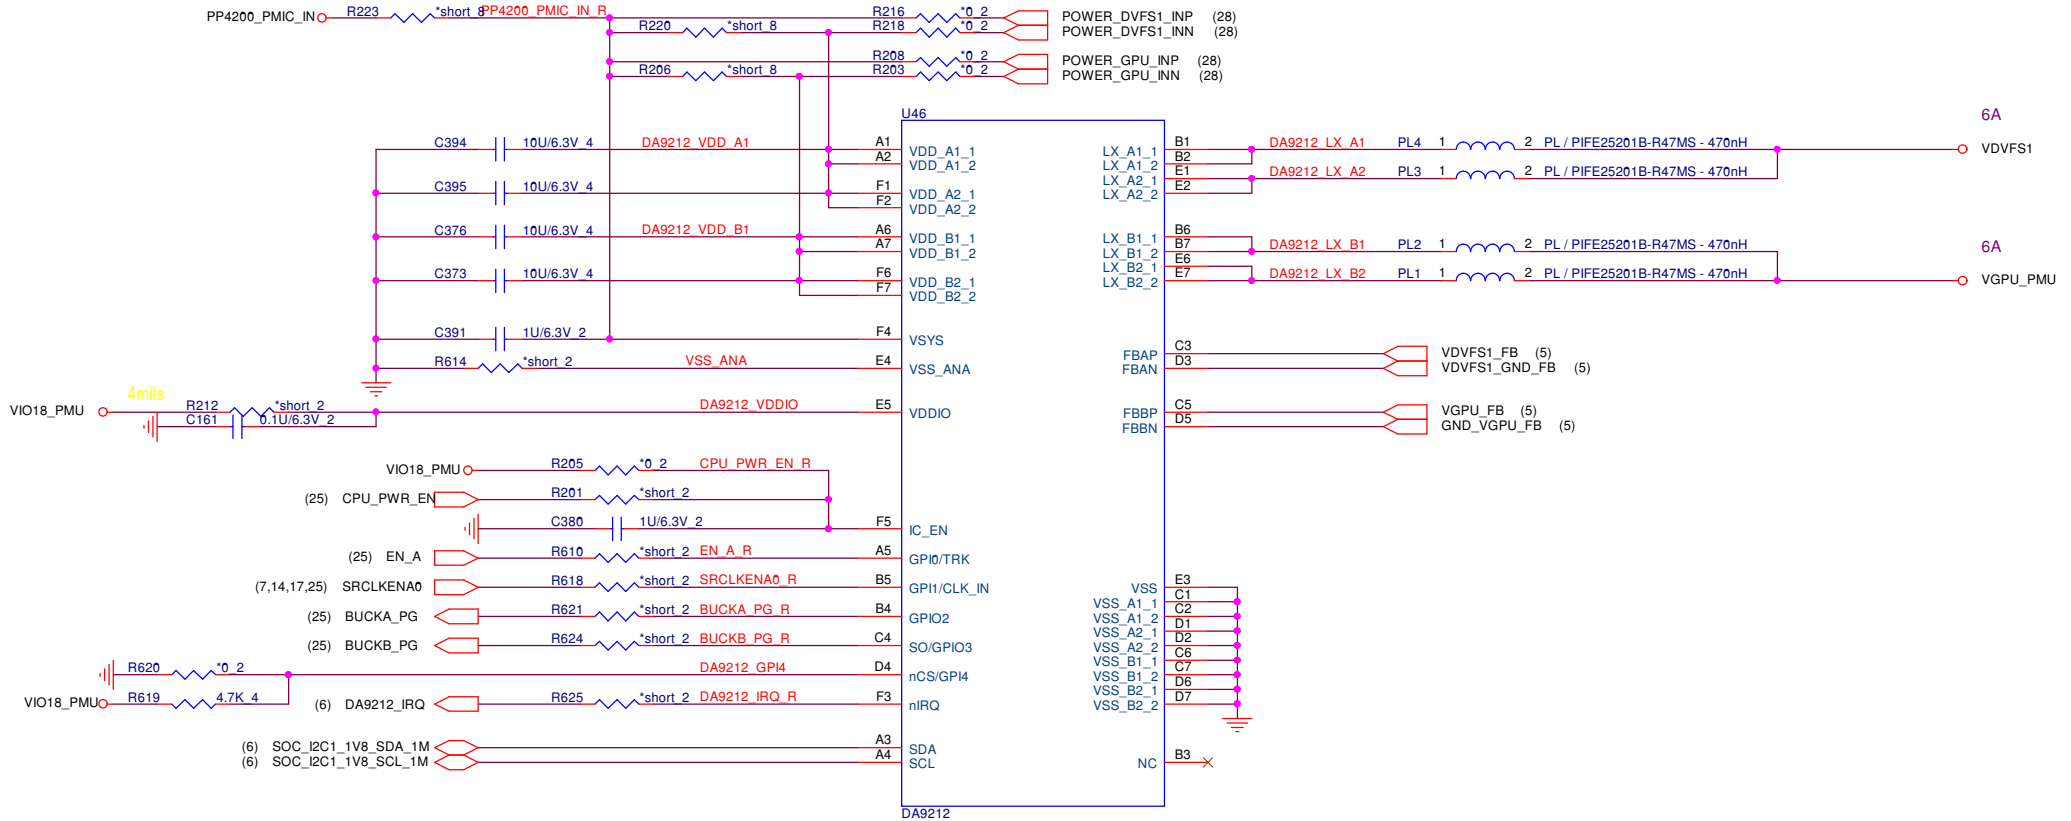 PP4200_PMIC_IN R223 *short_8 PP4200_PMIC_IN_R R216 *0_2 POWER_DVFS1_INP (28)
R220 *short_8 R218 *0_2 POWER_DVFS1_INN (28)
R208 *0_2 POWER_GPU_INP (28)
R206 *short_8 R203 *0_2 POWER_GPU_INN (28)
U46
6A
C394 10U/6.3V_4 DA9212_VDD_A1 A1 VDD_A1_1 LX_A1_1 B1 DA9212_LX_A1 PL4 1 2 PL / PIFE25201B-R47MS - 470nH VDVFS1
A2 VDD_A1_2 LX_A1_2 B2
LX_A2_1 E1 DA9212_LX_A2 PL3 1 2 PL / PIFE25201B-R47MS - 470nH
C395 10U/6.3V_4 F1 VDD_A2_1 LX_A2_2 E2
F2 VDD_A2_2
C376 10U/6.3V_4 DA9212_VDD_B1 A6 VDD_B1_1 LX_B1_1 B6
6A
A7 VDD_B1_2 LX_B1_2 B7 DA9212_LX_B1 PL2 1 2 PL / PIFE25201B-R47MS - 470nH
LX_B2_1 E6
C373 10U/6.3V_4 F6 VDD_B2_1 LX_B2_2 E7 DA9212_LX_B2 PL1 1 2 PL / PIFE25201B-R47MS - 470nH VGPU_PMU
F7 VDD_B2_2
C391 1U/6.3V_2 F4 VSYS
FBAP C3 VDVFS1_FB (5)
R614 *short_2 VSS_ANA E4 VSS_ANA FBAN D3 VDVFS1_GND_FB (5)
4mils
VIO18_PMU R212 *short_2 DA9212_VDDIO E5 VDDIO FBBP C5 VGPU_FB (5)
C161 0.1U/6.3V_2 FBBN D5 GND_VGPU_FB (5)
VIO18_PMU R205 *0_2 CPU_PWR_EN_R
(25) CPU_PWR_EN R201 *short_2
C380 1U/6.3V_2 F5 IC_EN
(25) EN_A R610 *short_2 EN_A_R A5 GPI0/TRK
(7,14,17,25) SRCLKENA0 R618 *short_2 SRCLKENA0_R B5 GPI1/CLK_IN VSS E3
VSS_A1_1 C1
(25) BUCKA_PG R621 *short_2 BUCKA_PG_R B4 GPIO2 VSS_A1_2 C2
VSS_A2_1 D1
(25) BUCKB_PG R624 *short_2 BUCKB_PG_R C4 SO/GPIO3 VSS_A2_2 D2
VSS_B1_1 C6
R620 *0_2 DA9212_GPI4 D4 nCS/GPI4 VSS_B1_2 C7
VSS_B2_1 D6
VIO18_PMU R619 4.7K_4 (6) DA9212_IRQ R625 *short_2 DA9212_IRQ_R F3 nIRQ VSS_B2_2 D7
(6) SOC_I2C1_1V8_SDA_1M A3 SDA
(6) SOC_I2C1_1V8_SCL_1M A4 SCL NC B3
DA9212